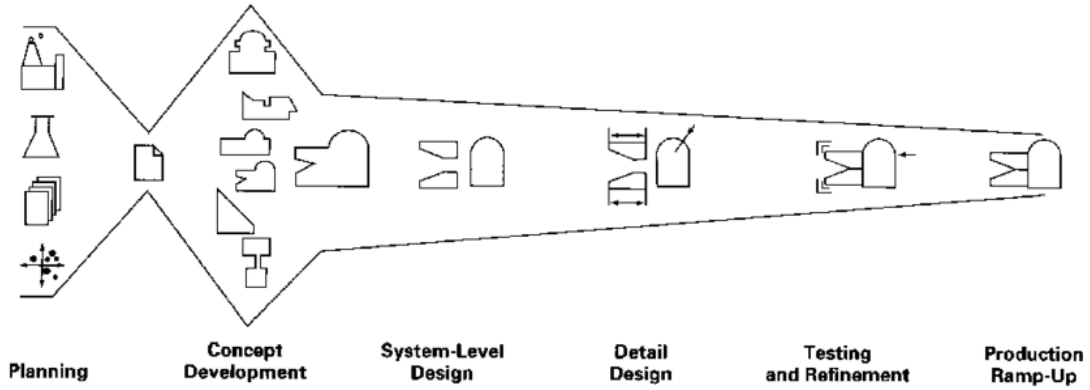 Planning
Concept
Development
System-Level
Design
Detail
Design
Testing
and Refinement
Production
Ramp-Up